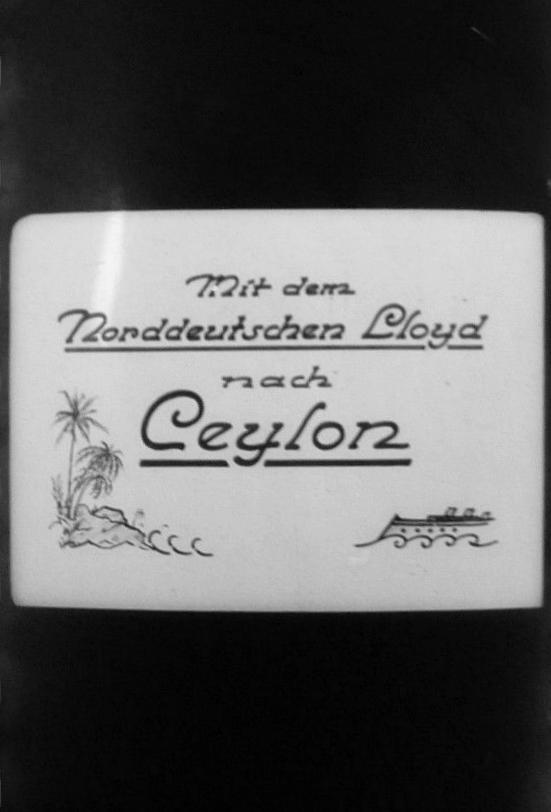 Mit dem
Norddeutschen Lloyd
nach
Ceylon